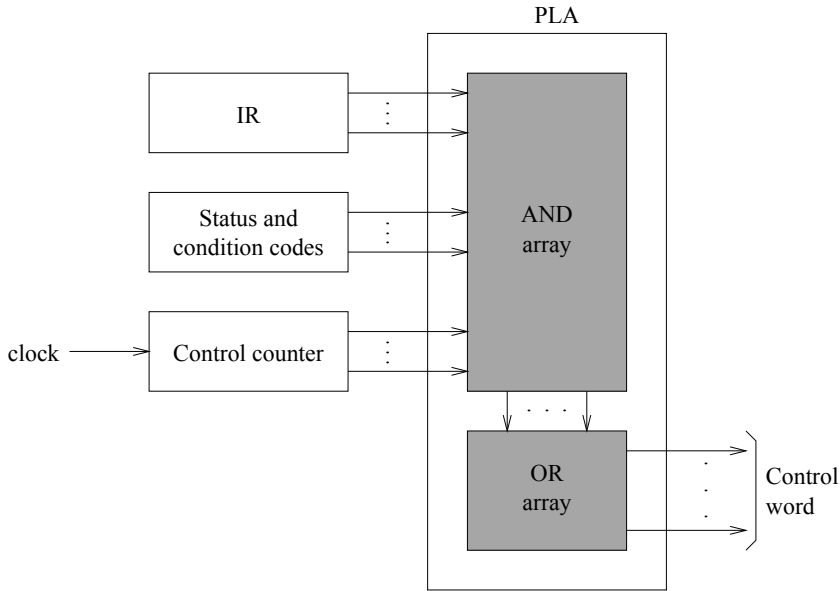 PLA
IR
AND
array
Status and
condition codes
clock
Control counter
OR
array
Control
word